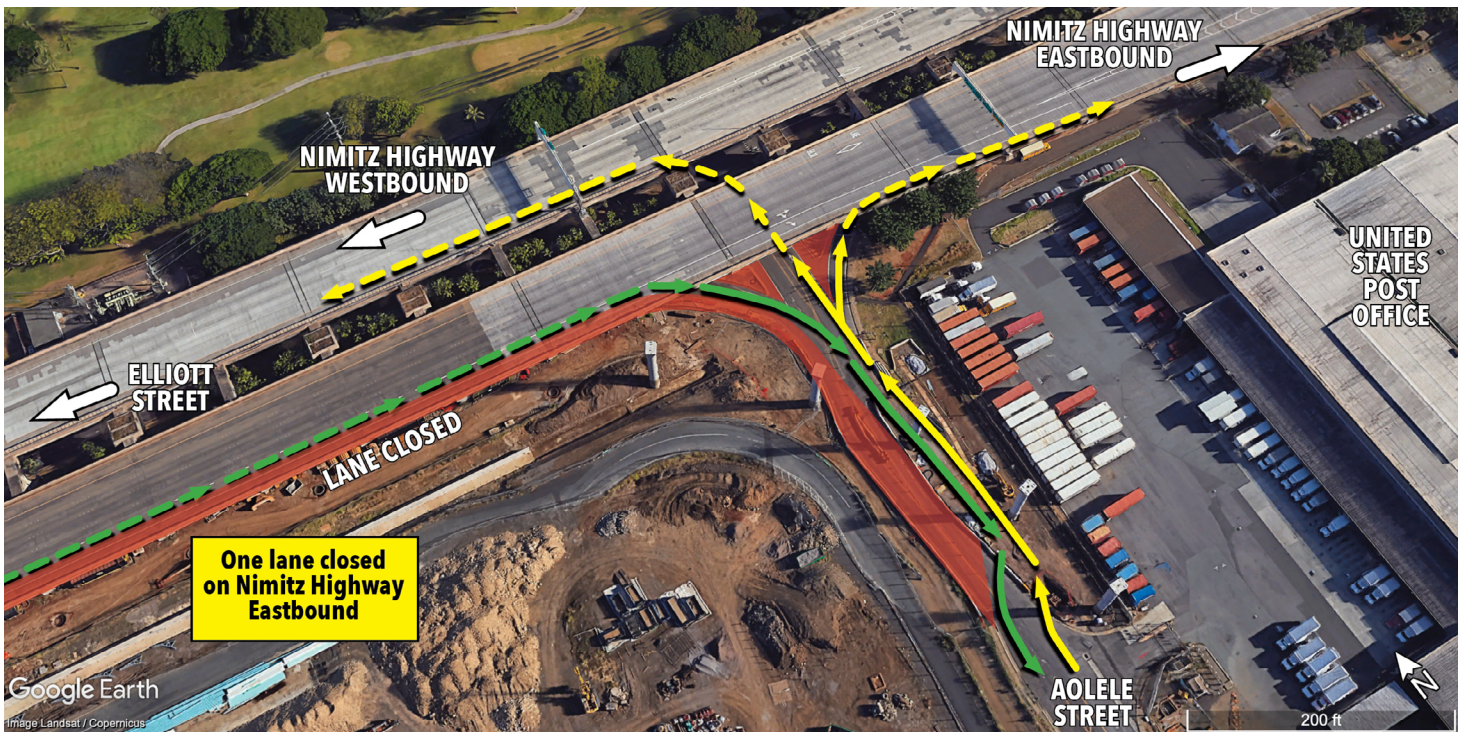 NIMITZ HIGHWAY
EASTBOUND
NIMITZ HIGHWAY
WESTBOUND
UNITED
STATES
POST
OFFICE
ELLIOTT
STREET
LANE CLOSED
One lane closed
on Nimitz Highway
Eastbound
N
Google Earth
AOLELE
STREET
200 ft
Image Landsat / Copernicus